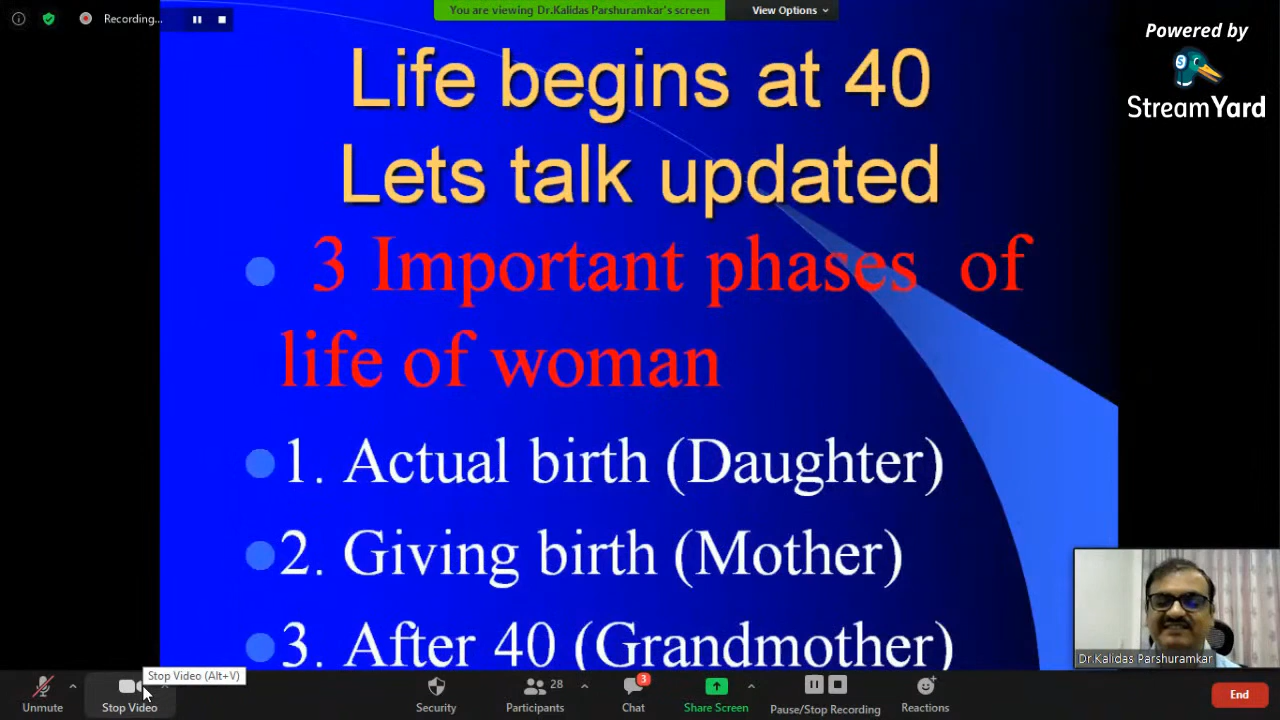 Recording...
You are viewing Dr.Kalidas Parshuramkar's screen
View Options
Powered by
S
StreamYard
Life begins at 40
Lets talk updated
3 Important phases of
life of woman
1. Actual birth (Daughter)
2. Giving birth (Mother)
3. After 40 (Grandmother)
Dr.Kalidas Parshuramkar
Stop Video (Alt+V)
Unmute
Stop Video
Security
28
Participants
3
Chat
Share Screen
Pause/Stop Recording
Reactions
End